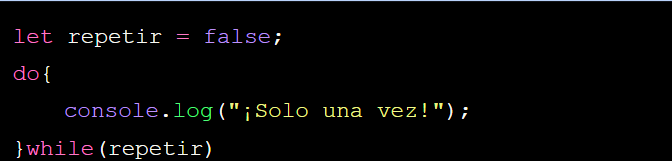 let repetir = false;
do{
    console.log("¡Solo una vez!");
}while(repetir)